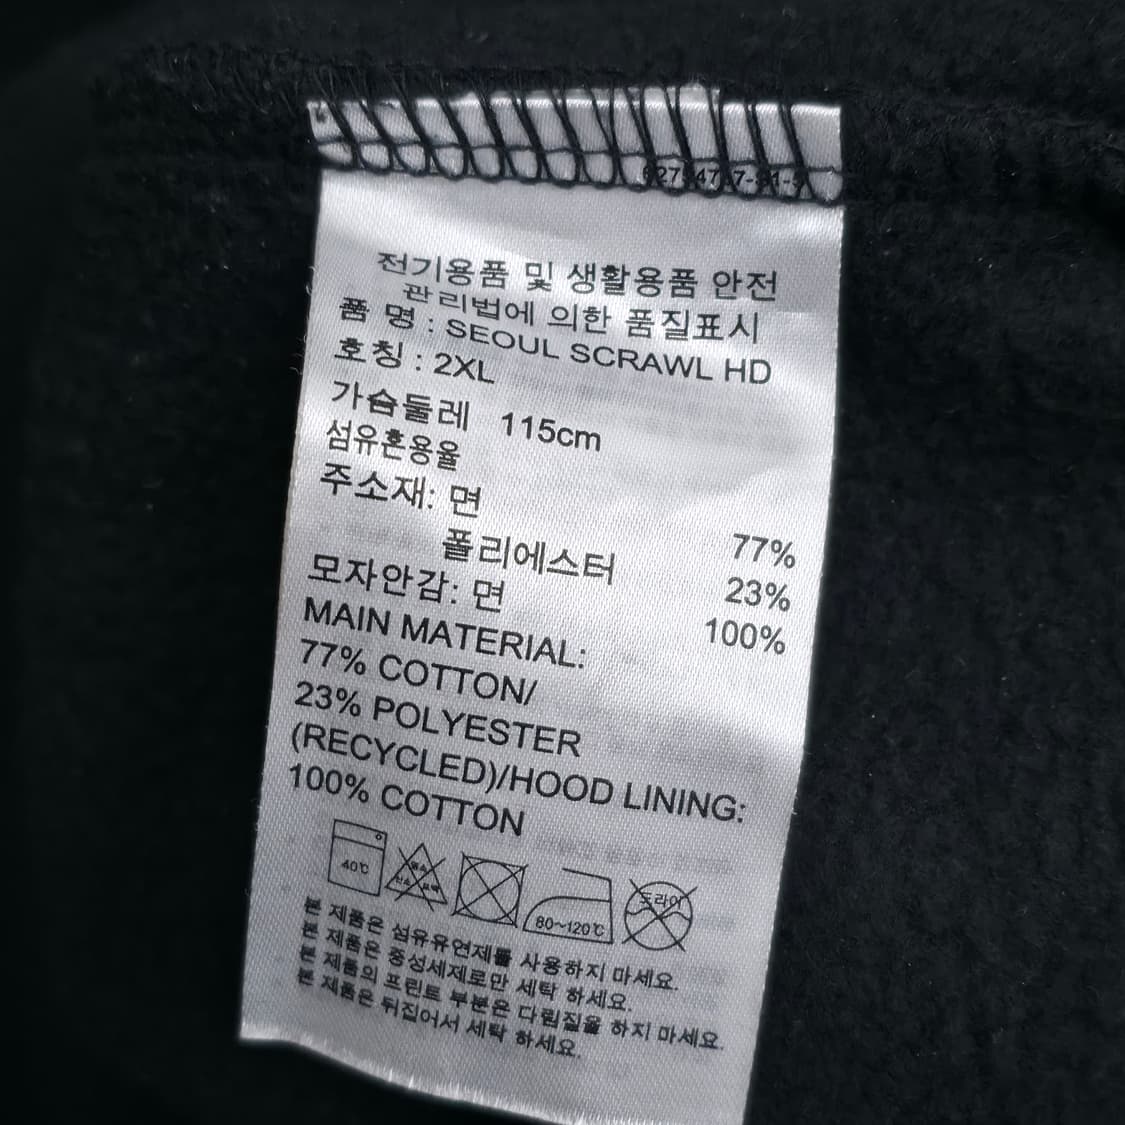 전기용품 및 생활용품 안전
관리법에 의한 품질표시
품 명 : SEOUL SCRAWL HD
호칭 : 2XL
가슴둘레 115cm
섬유혼용율
주소재: 면 77%
폴리에스터 23%
모자안감: 면 100%
MAIN MATERIAL:
77% COTTON/
23% POLYESTER
(RECYCLED)/HOOD LINING:
100% COTTON
40℃
80~120℃
드라이
본 제품은 섬유유연제를 사용하지 마세요.
본 제품은 중성세제로만 세탁 하세요.
본 제품의 프린트 부분은 다림질을 하지 마세요.
본 제품은 뒤집어서 세탁 하세요.